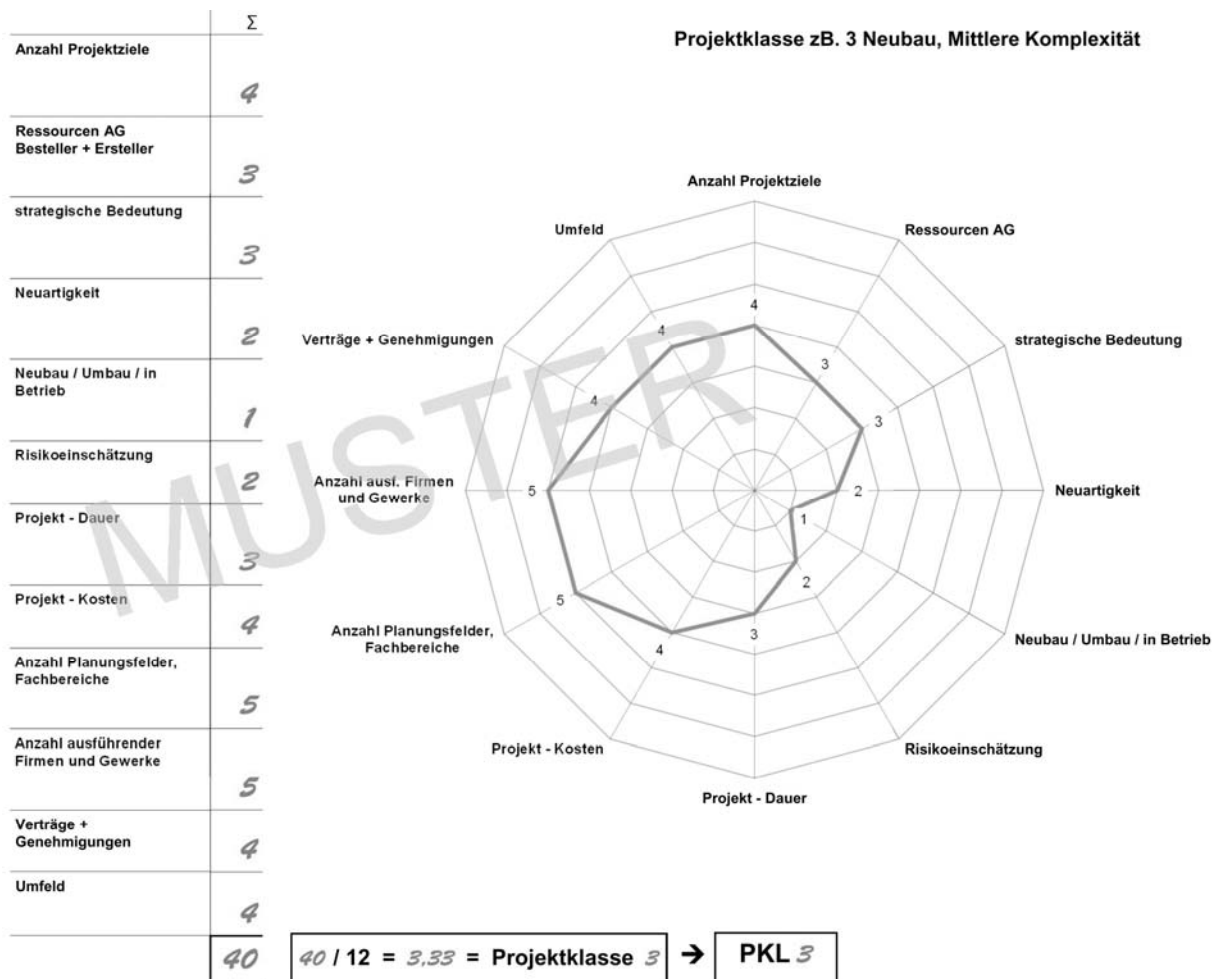 Σ
Anzahl Projektziele
4
Ressourcen AG
Besteller + Ersteller
3
strategische Bedeutung
3
Neuartigkeit
2
Neubau / Umbau / in
Betrieb
1
Risikoeinschätzung
2
Projekt - Dauer
3
Projekt - Kosten
4
Anzahl Planungsfelder,
Fachbereiche
5
Anzahl ausführender
Firmen und Gewerke
5
Verträge +
Genehmigungen
4
Umfeld
4
40
40 / 12 = 3,33 = Projektklasse 3
➔
PKL 3
Projektklasse zB. 3 Neubau, Mittlere Komplexität
Anzahl Projektziele
Ressourcen AG
strategische Bedeutung
Neuartigkeit
Neubau / Umbau / in Betrieb
Risikoeinschätzung
Projekt - Dauer
Projekt - Kosten
Anzahl Planungsfelder,
Fachbereiche
Anzahl ausf. Firmen
und Gewerke
Verträge + Genehmigungen
Umfeld
4
3
3
2
1
2
3
4
5
5
4
4
MUSTER